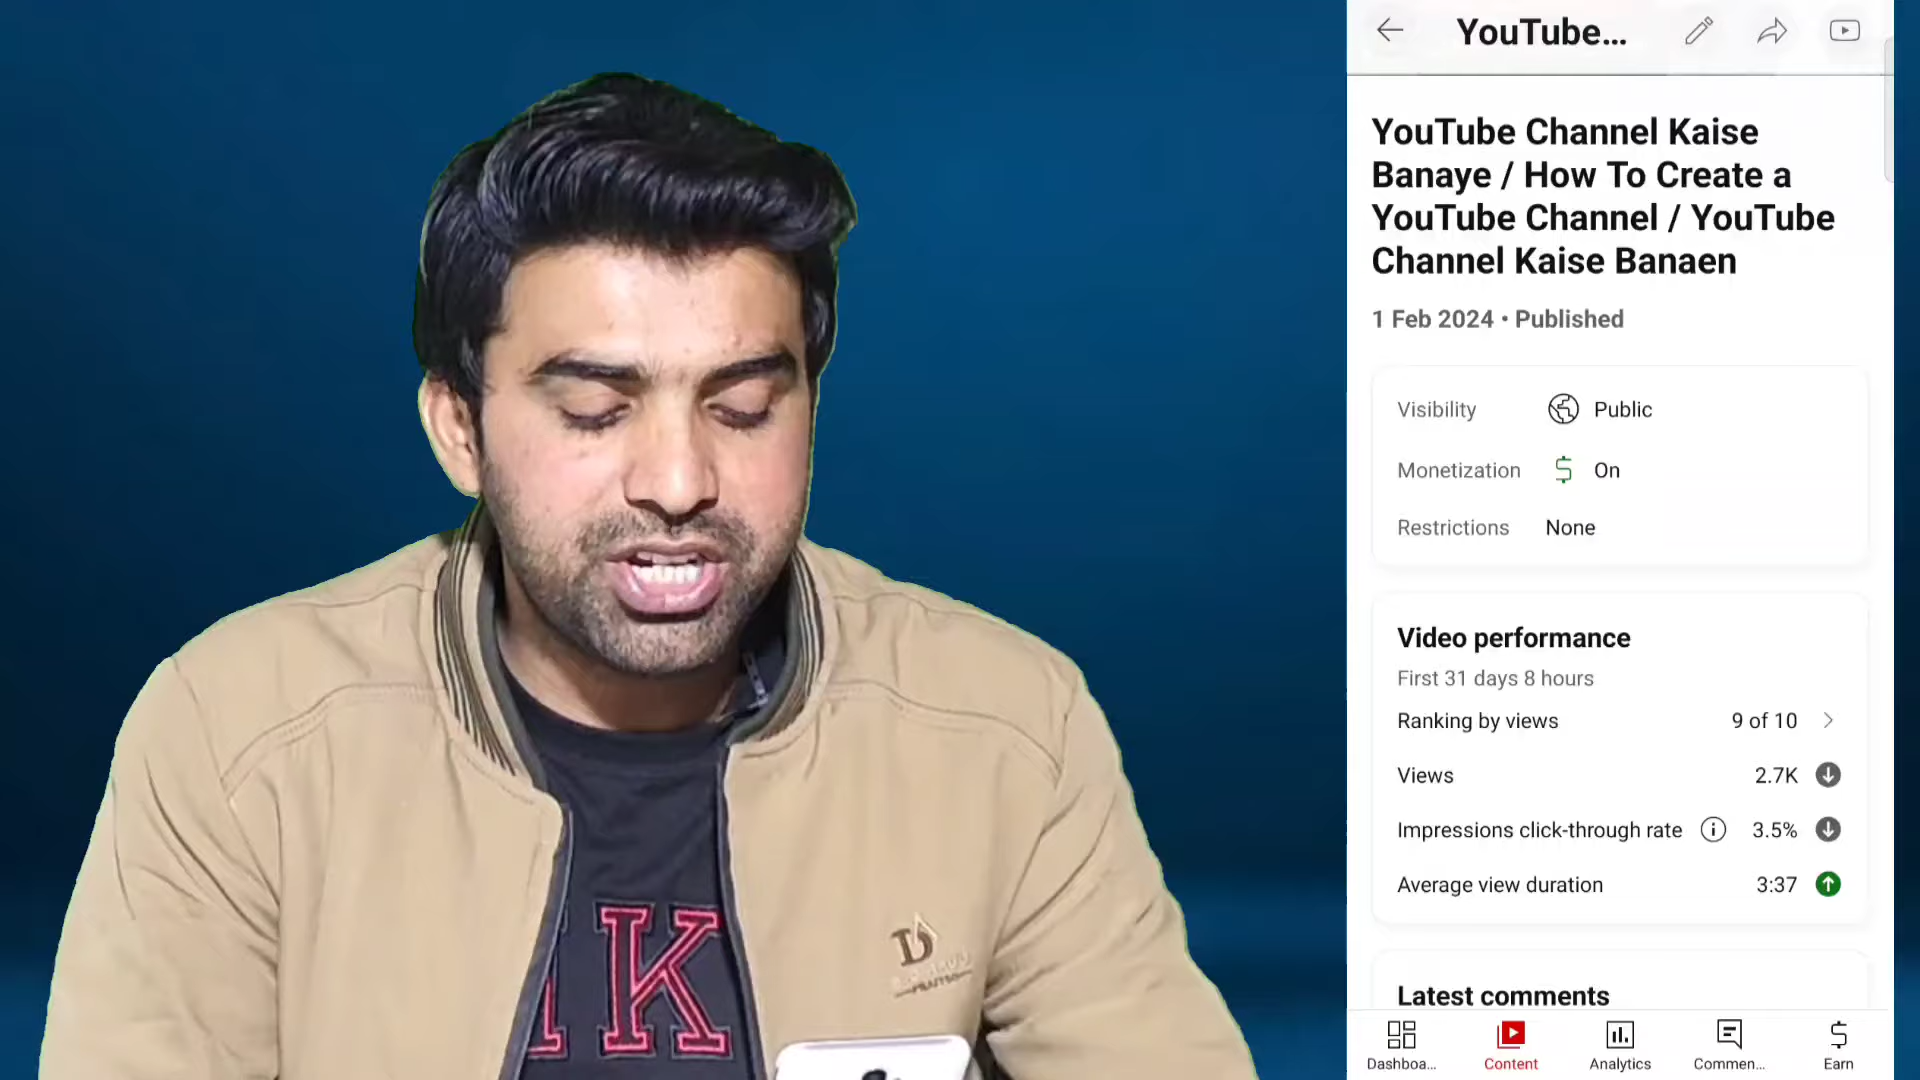 YouTube...
YouTube Channel Kaise
Banaye / How To Create a
YouTube Channel / YouTube
Channel Kaise Banaen
1 Feb 2024 • Published
Visibility Public
Monetization On
Restrictions None
Video performance
First 31 days 8 hours
Ranking by views 9 of 10
Views 2.7K
Impressions click-through rate 3.5%
Average view duration 3:37
Latest comments
Dashboa... Content Analytics Commen... Earn
K
D